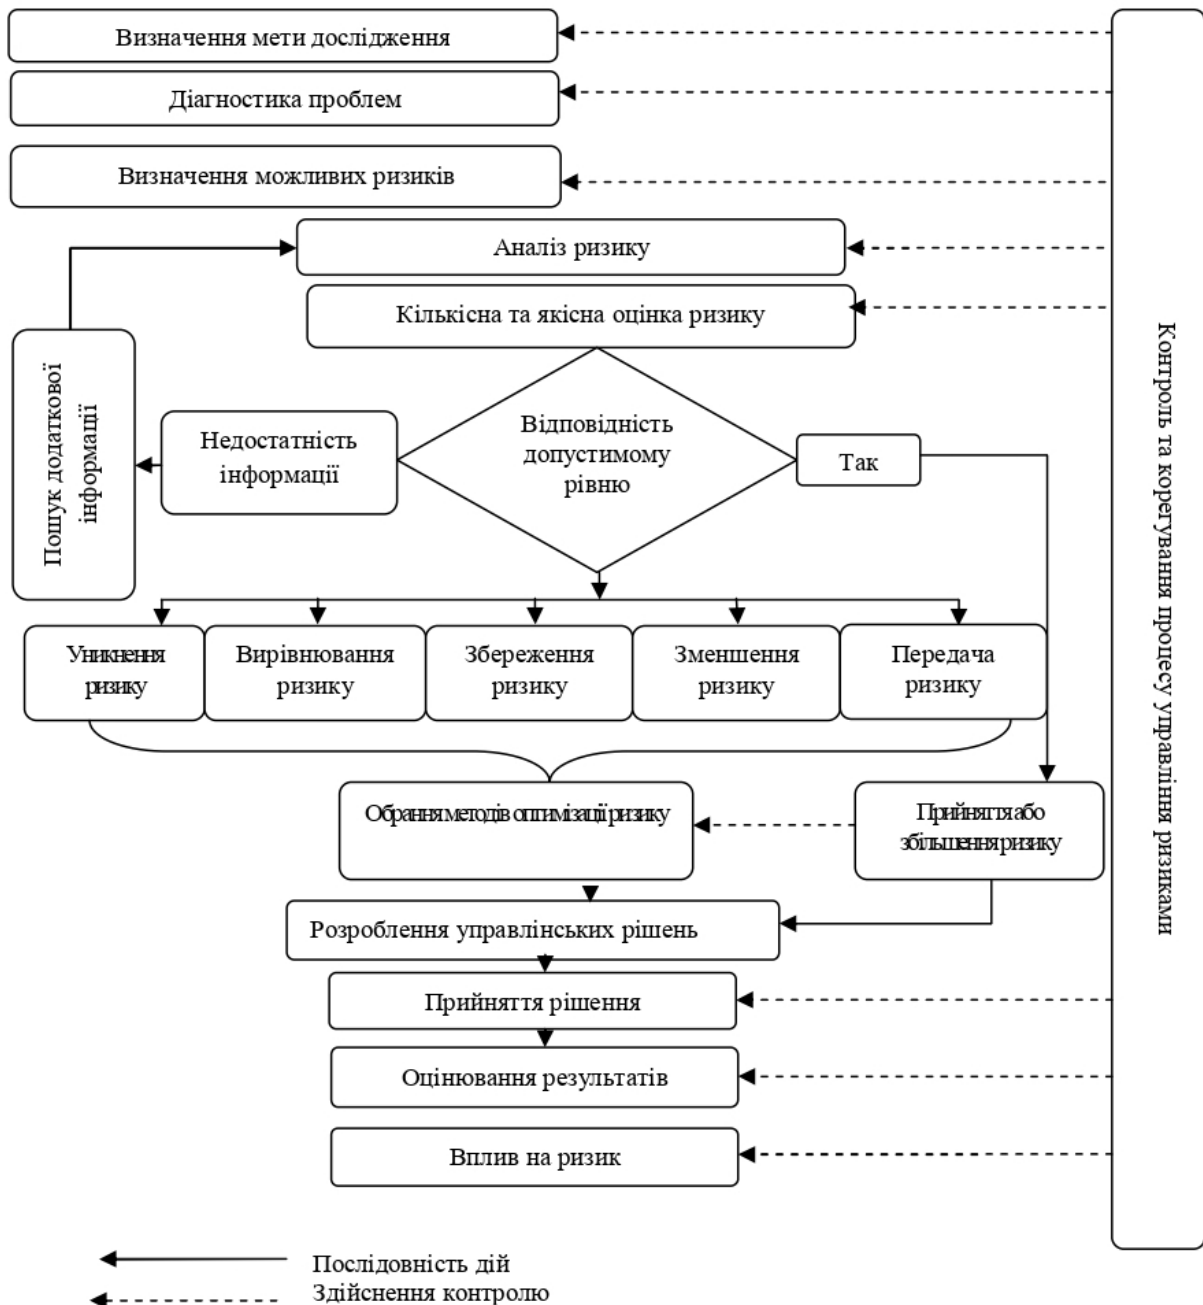 Визначення мети дослідження
Діагностика проблем
Визначення можливих ризиків
Аналіз ризику
Кількісна та якісна оцінка ризику
Пошук додаткової
інформації
Недостатність
інформації
Відповідність
допустимому
рівню
Так
Уникнення
ризику
Вирівнювання
ризику
Збереження
ризику
Зменшення
ризику
Передача
ризику
Обрання методів оптимізації ризику
Прийняття або
збільшення ризику
Розроблення управлінських рішень
Прийняття рішення
Оцінювання результатів
Вплив на ризик
Контроль та корегування процесу управління ризиками
Послідовність дій
Здійснення контролю